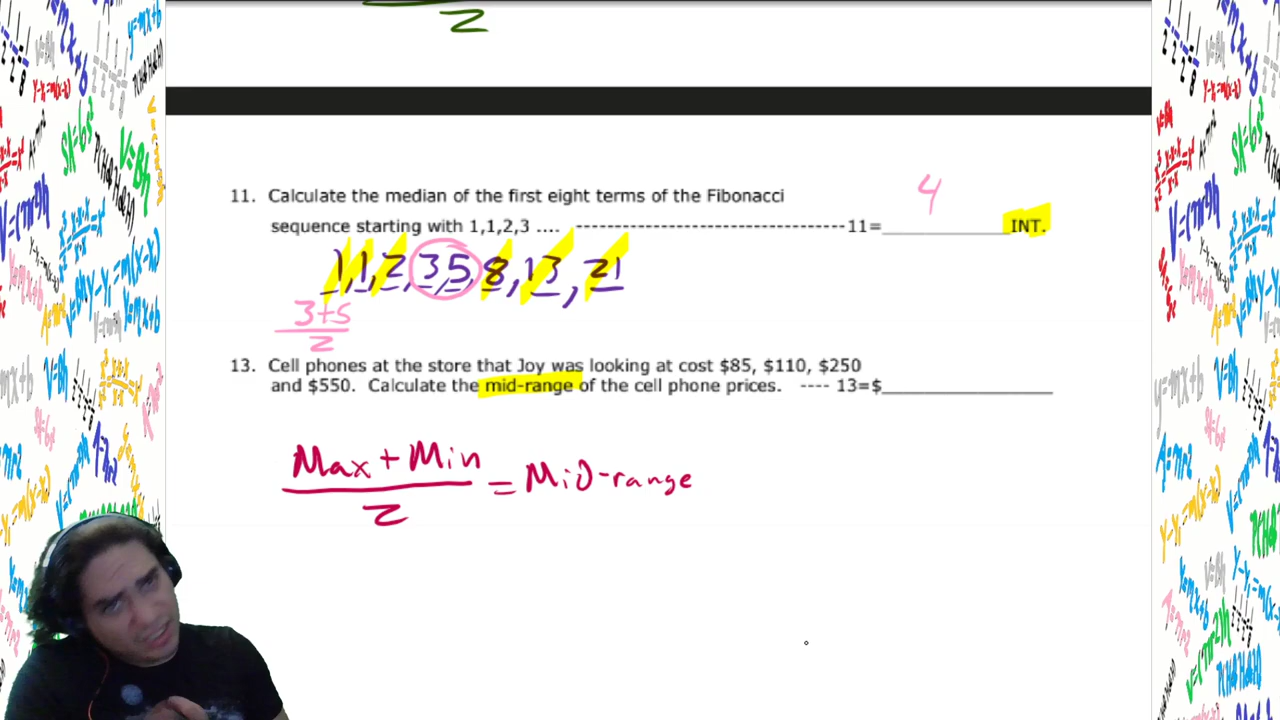 2
11. Calculate the median of the first eight terms of the Fibonacci
sequence starting with 1,1,2,3 .... ---------------------------------- 11=____________INT.
4
1,1,2,3,5,8,13,21
3+5
2
13. Cell phones at the store that Joy was looking at cost $85, $110, $250
and $550. Calculate the mid-range of the cell phone prices. ---- 13=$________________
Max + Min
2
= MiD-range